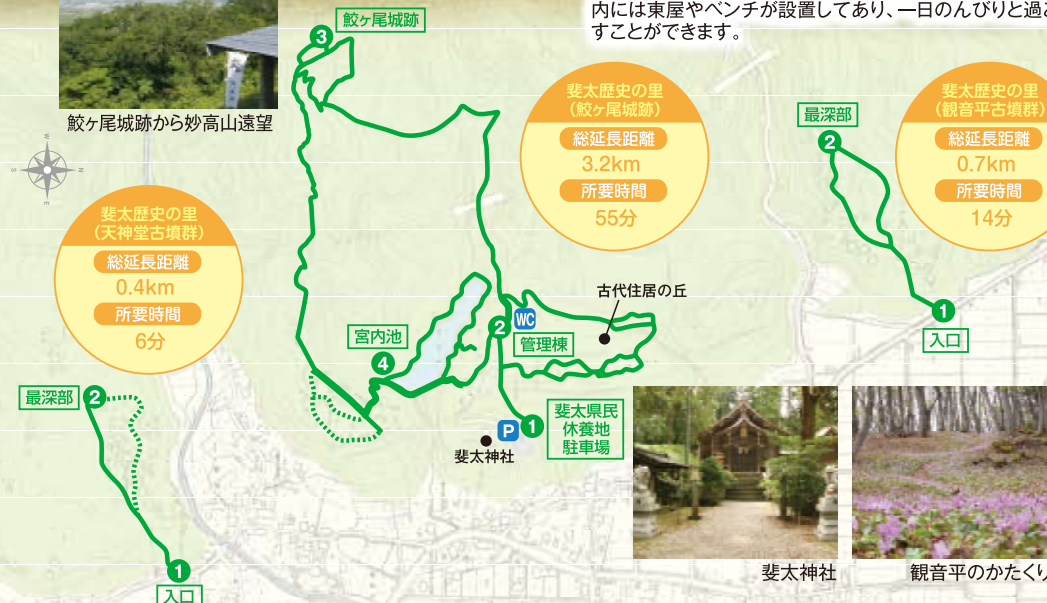 内には東屋やベンチが設置してあり、一日のんびりと過ご
すことができます。
鮫ヶ尾城跡から妙高山遠望
3
鮫ヶ尾城跡
斐太歴史の里
(鮫ヶ尾城跡)
総延長距離
3.2km
所要時間
55分
最深部
2
斐太歴史の里
(観音平古墳群)
総延長距離
0.7km
所要時間
14分
1
入口
W
S
N
E
斐太歴史の里
(天神堂古墳群)
総延長距離
0.4km
所要時間
6分
古代住居の丘
宮内池
4
2
WC
管理棟
P
1
斐太県民
休養地
駐車場
斐太神社
最深部
2
1
入口
斐太神社
観音平のかたくり